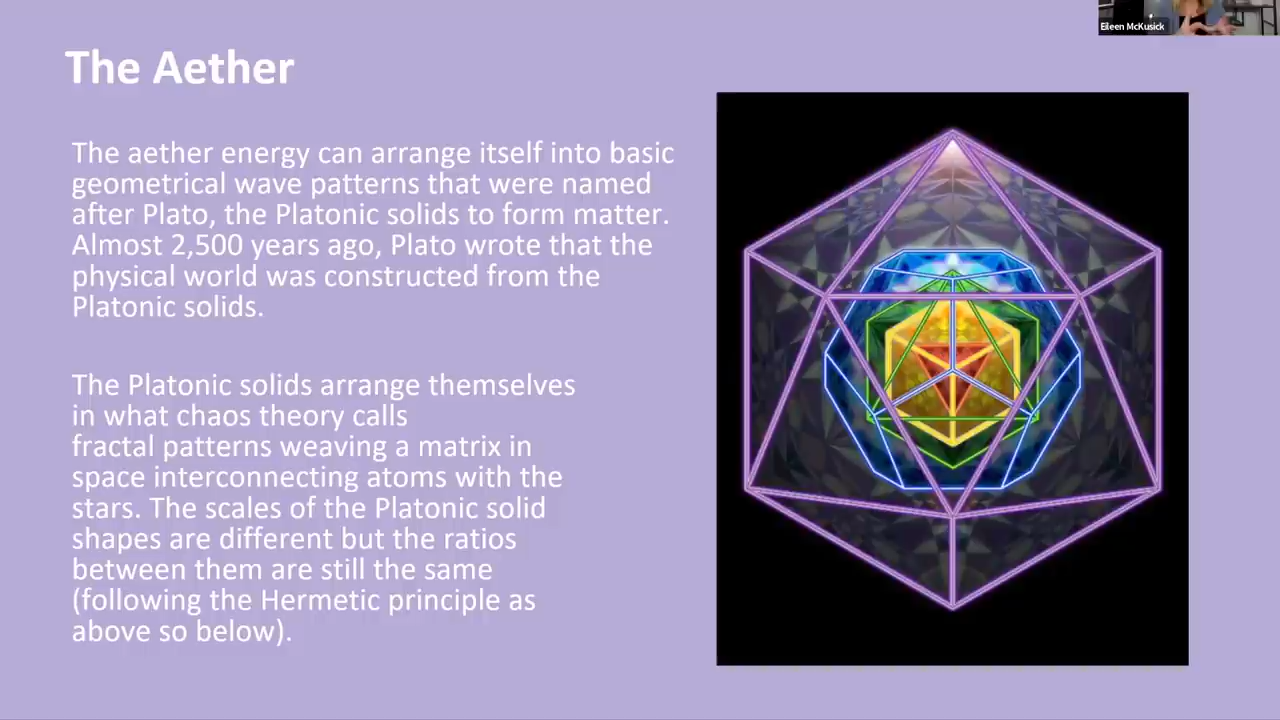 Eileen McKusick
The Aether
The aether energy can arrange itself into basic
geometrical wave patterns that were named
after Plato, the Platonic solids to form matter.
Almost 2,500 years ago, Plato wrote that the
physical world was constructed from the
Platonic solids.
The Platonic solids arrange themselves
in what chaos theory calls
fractal patterns weaving a matrix in
space interconnecting atoms with the
stars. The scales of the Platonic solid
shapes are different but the ratios
between them are still the same
(following the Hermetic principle as
above so below).